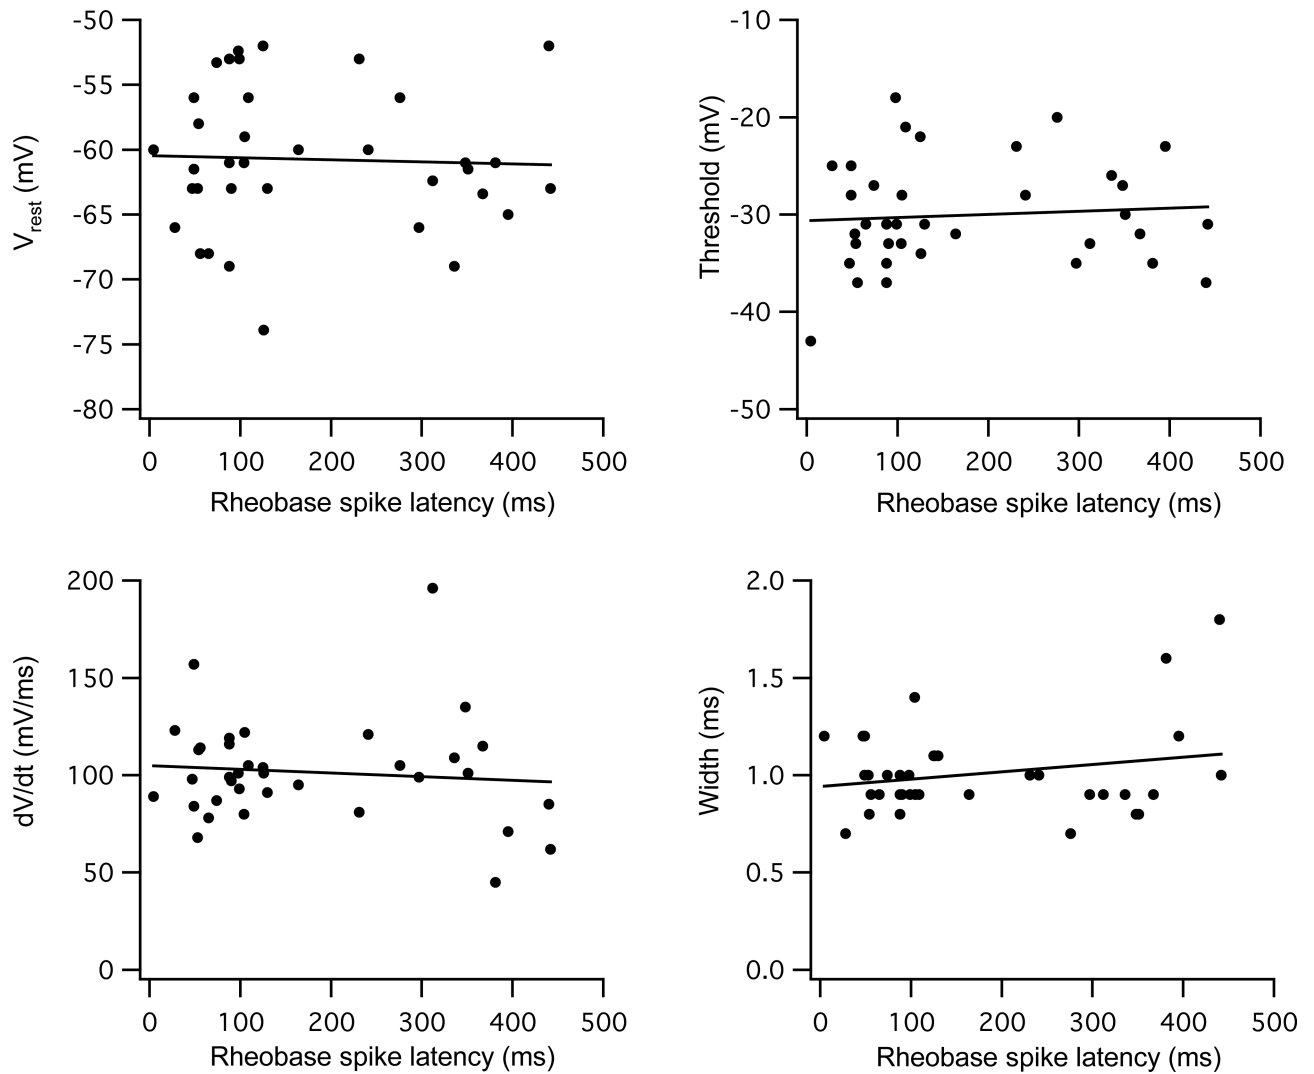 -50
-55
-60
-65
-70
-75
-80
V_rest (mV)
0 100 200 300 400 500
Rheobase spike latency (ms)
-10
-20
-30
-40
-50
Threshold (mV)
0 100 200 300 400 500
Rheobase spike latency (ms)
200
150
100
50
0
dV/dt (mV/ms)
0 100 200 300 400 500
Rheobase spike latency (ms)
2.0
1.5
1.0
0.5
0.0
Width (ms)
0 100 200 300 400 500
Rheobase spike latency (ms)